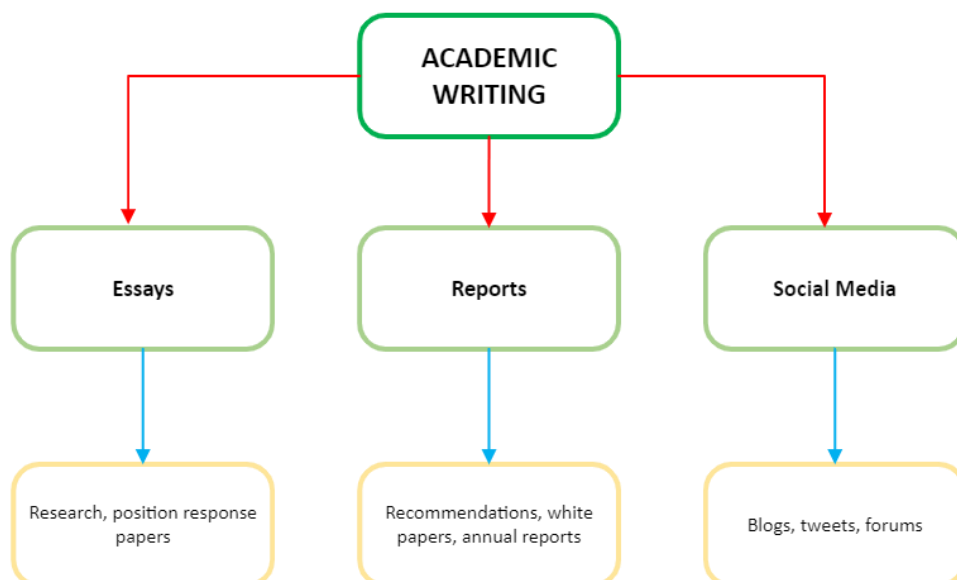 ACADEMIC
WRITING
Essays
Reports
Social Media
Research, position response
papers
Recommendations, white
papers, annual reports
Blogs, tweets, forums